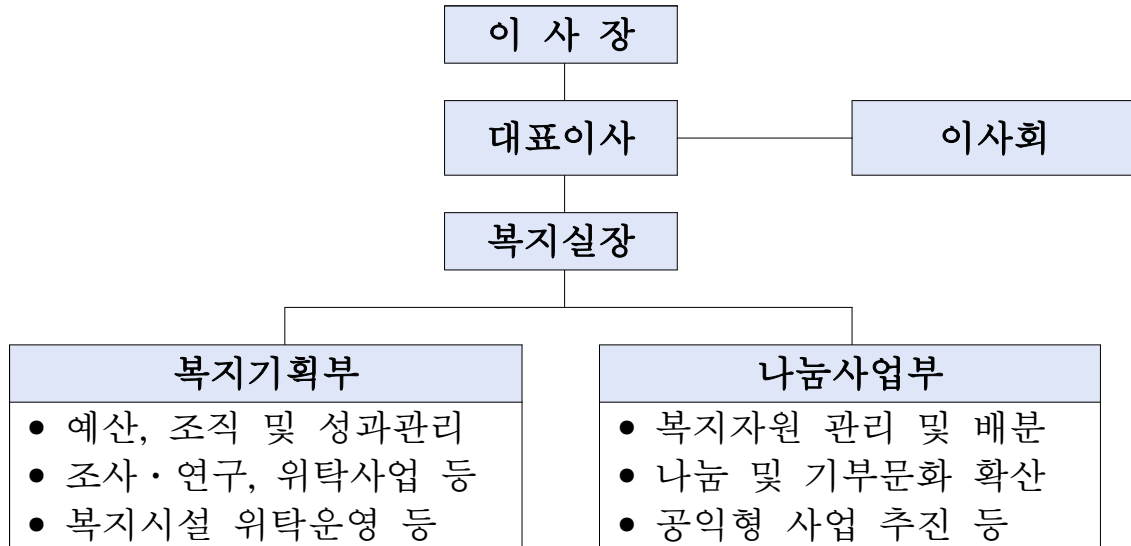 이 사 장
대표이사
이사회
복지실장
복지기획부
• 예산, 조직 및 성과관리
• 조사·연구, 위탁사업 등
• 복지시설 위탁운영 등
나눔사업부
• 복지자원 관리 및 배분
• 나눔 및 기부문화 확산
• 공익형 사업 추진 등